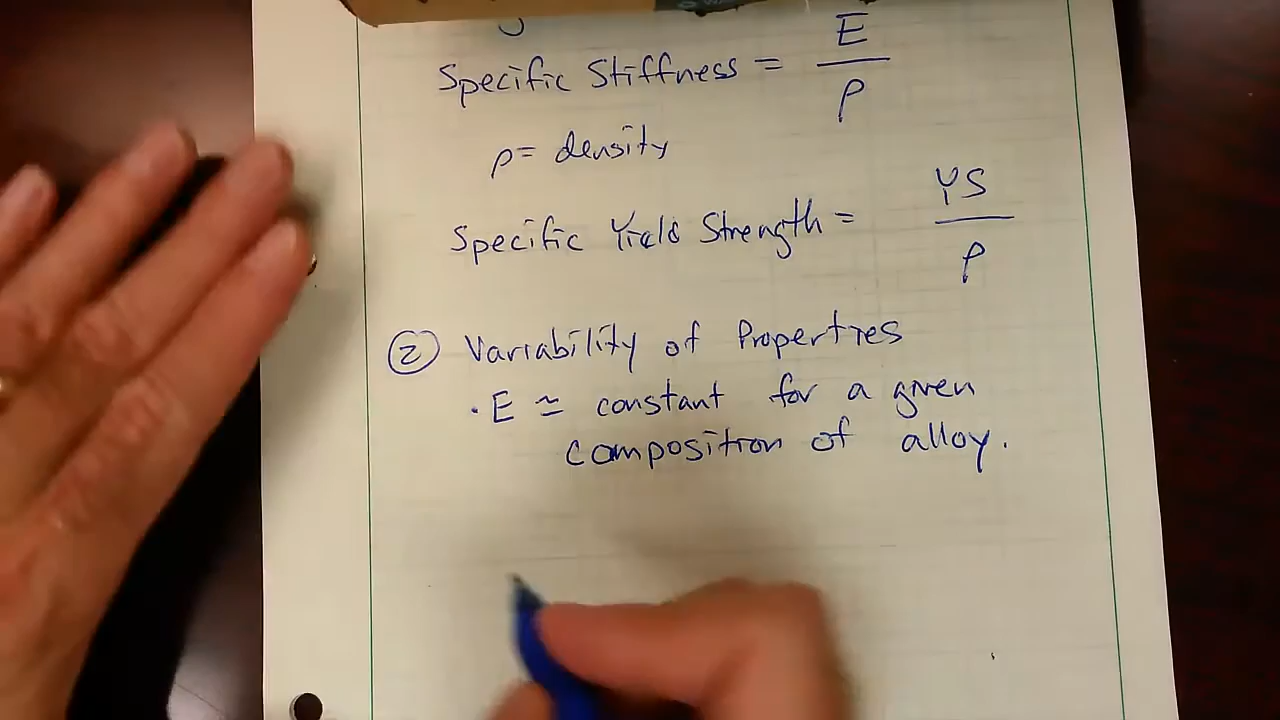 Specific Stiffness = E / ρ
ρ = density
Specific Yield Strength = YS / ρ
② Variability of Properties
· E ≃ constant for a given
composition of alloy.